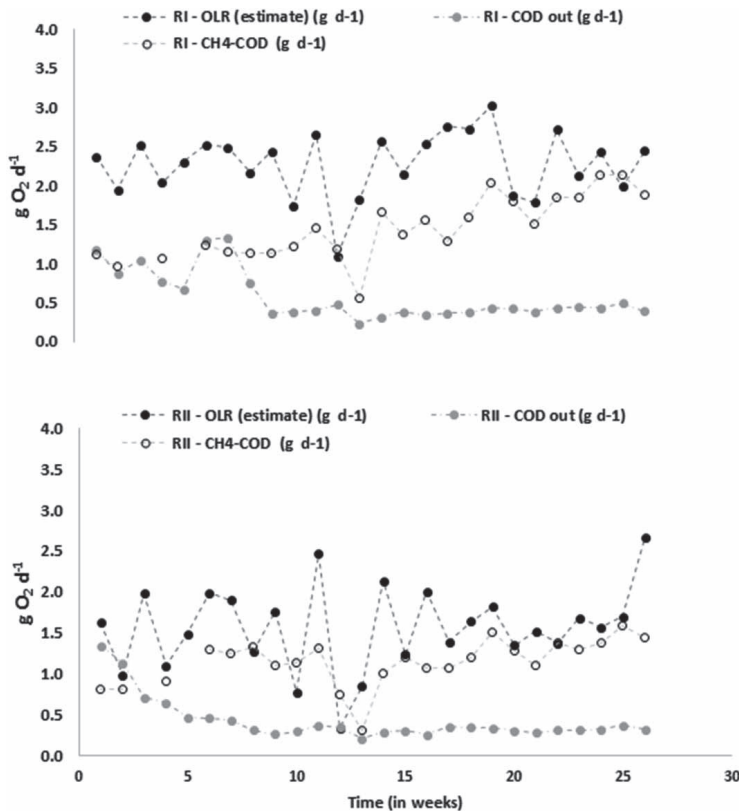 RI - OLR (estimate) (g d-1)
RI - COD out (g d-1)
RI - CH4-COD (g d-1)
g O2 d-1
4.0
3.5
3.0
2.5
2.0
1.5
1.0
0.5
0.0
RII - OLR (estimate) (g d-1)
RII - COD out (g d-1)
RII - CH4-COD (g d-1)
g O2 d-1
4.0
3.5
3.0
2.5
2.0
1.5
1.0
0.5
0.0
0 5 10 15 20 25 30
Time (in weeks)